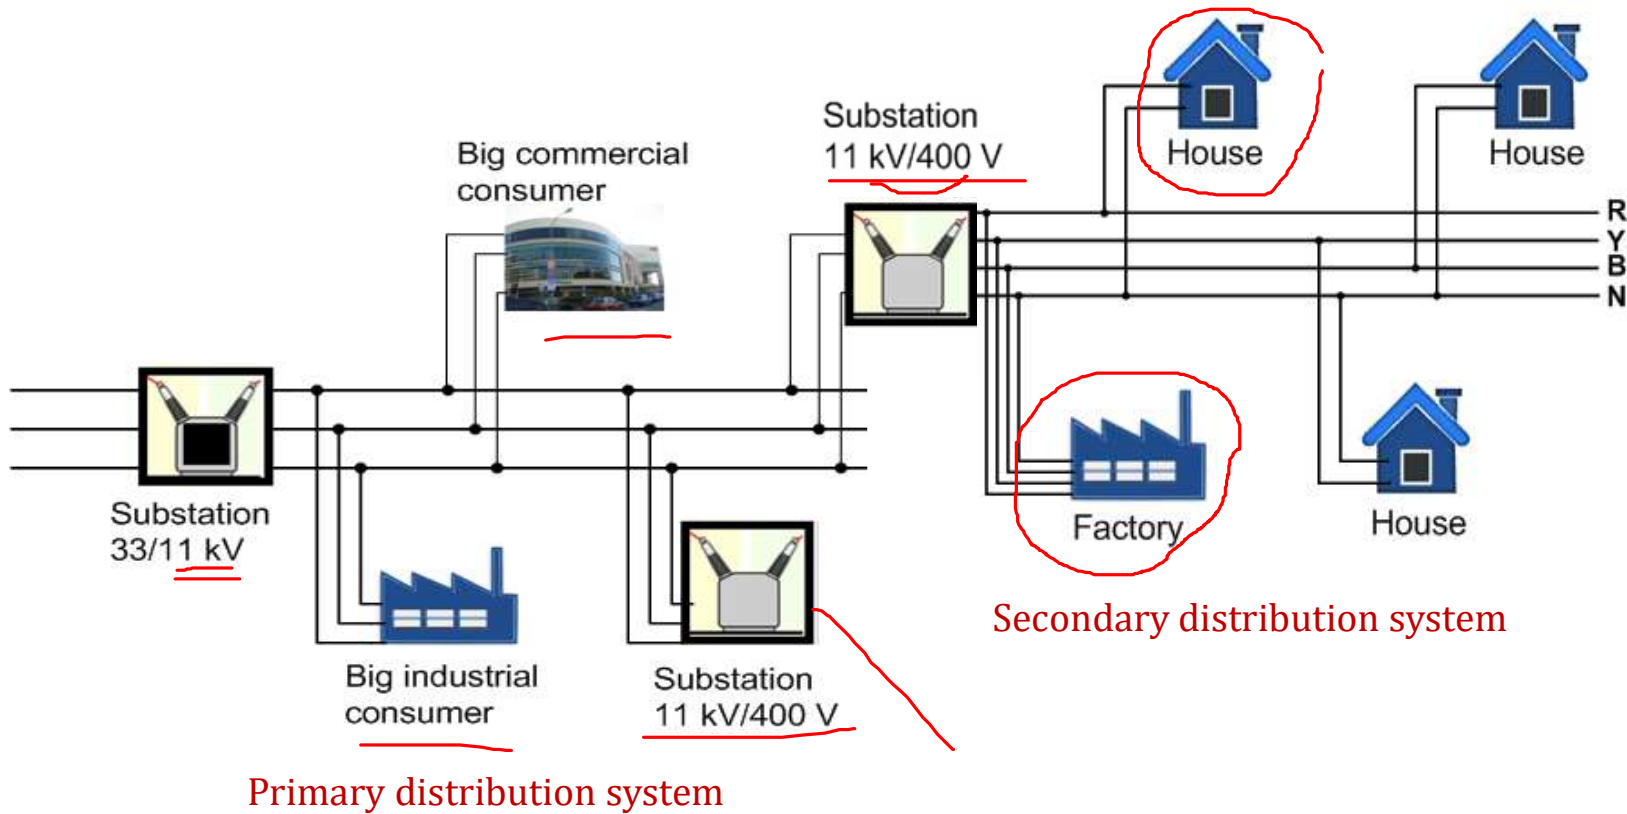 Big commercial
consumer
Substation
11 kV/400 V
House
House
R
Y
B
N
Substation
33/11 kV
Factory
House
Big industrial
consumer
Substation
11 kV/400 V
Secondary distribution system
Primary distribution system